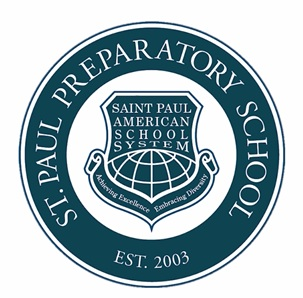 ST. PAUL PREPARATORY SCHOOL
SAINT PAUL
AMERICAN
SCHOOL
SYSTEM
Achieving Excellence Embracing Diversity
EST. 2003